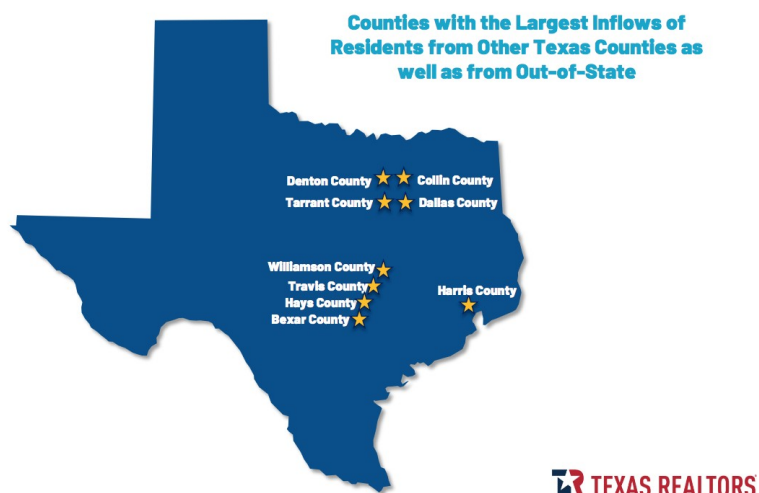 Counties with the Largest Inflows of
Residents from Other Texas Counties as
well as from Out-of-State
Denton County
Collin County
Tarrant County
Dallas County
Williamson County
Travis County
Hays County
Bexar County
Harris County
TEXAS REALTORS